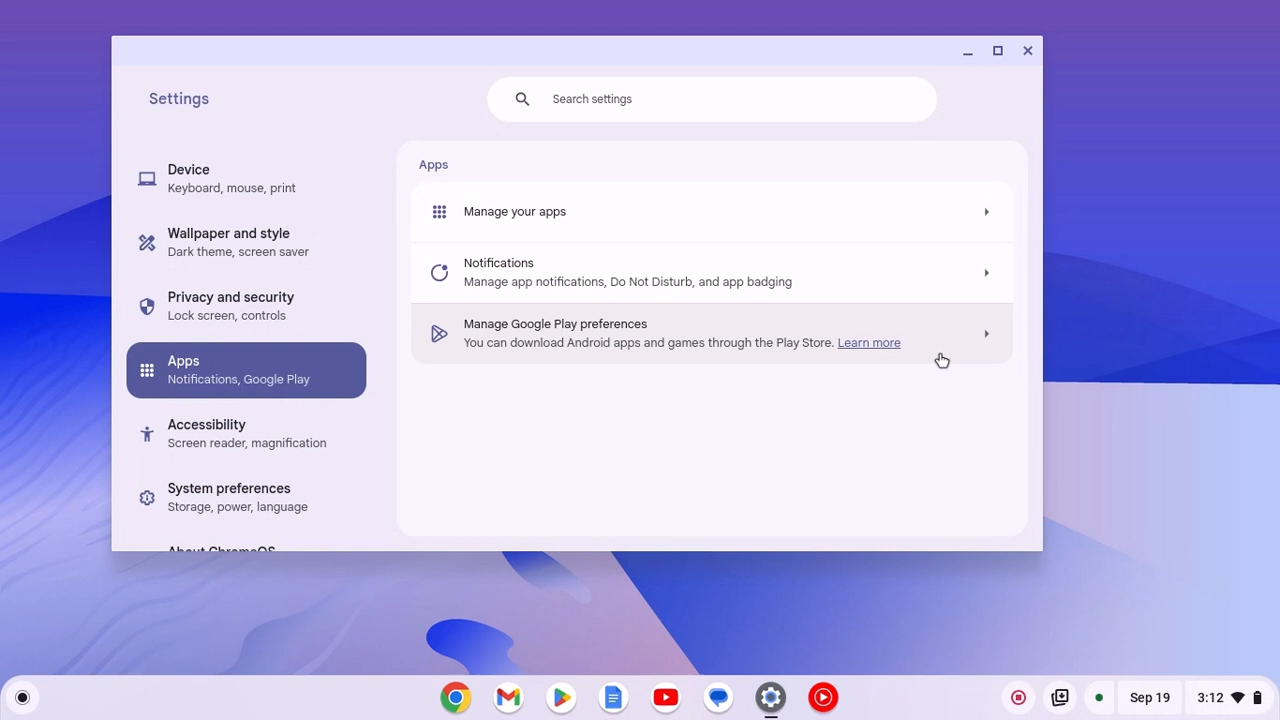 Settings
Search settings
Device
Keyboard, mouse, print
Wallpaper and style
Dark theme, screen saver
Privacy and security
Lock screen, controls
Apps
Notifications, Google Play
Accessibility
Screen reader, magnification
System preferences
Storage, power, language
About ChromeOS
Apps
Manage your apps
Notifications
Manage app notifications, Do Not Disturb, and app badging
Manage Google Play preferences
You can download Android apps and games through the Play Store. Learn more
Sep 19
3:12